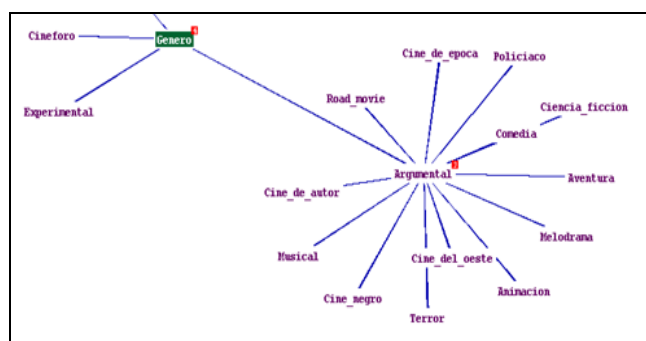 Cineforo
Genero
Experimental
Cine_de_epoca
Policiaco
Road_movie
Ciencia_ficcion
Comedia
Argumental
Aventura
Cine_de_autor
Melodrama
Musical
Cine_del_oeste
Cine_negro
Animacion
Terror